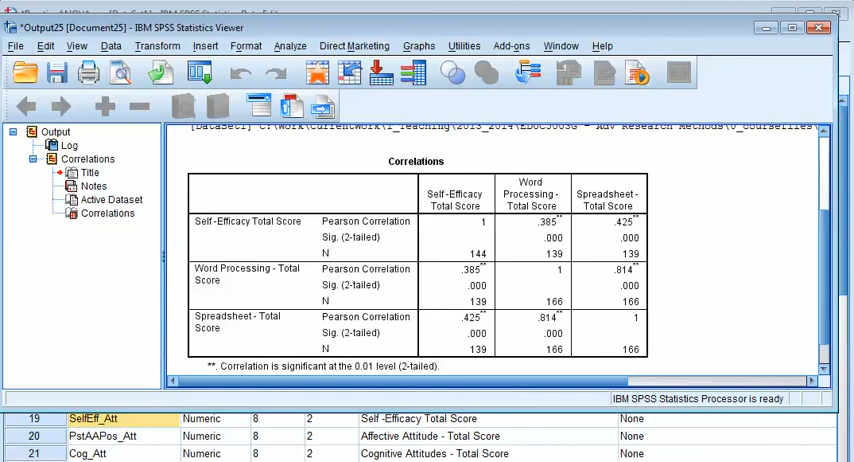 *Output25 [Document25] - IBM SPSS Statistics Viewer
File Edit View Data Transform Insert Format Analyze Direct Marketing Graphs Utilities Add-ons Window Help
Output
Log
Correlations
Title
Notes
Active Dataset
Correlations
Correlations
Self-Efficacy Total Score Word Processing - Total Score Spreadsheet - Total Score
Self-Efficacy Total Score Pearson Correlation 1 .385** .425**
Sig. (2-tailed) .000 .000
N 144 139 139
Word Processing - Total Score Pearson Correlation .385** 1 .814**
Sig. (2-tailed) .000 .000
N 139 166 166
Spreadsheet - Total Score Pearson Correlation .425** .814** 1
Sig. (2-tailed) .000 .000
N 139 166 166
**. Correlation is significant at the 0.01 level (2-tailed).
IBM SPSS Statistics Processor is ready
19 SelfEff_Att Numeric 8 2 Self-Efficacy Total Score None
20 PstAAPos_Att Numeric 8 2 Affective Attitude - Total Score None
21 Cog_Att Numeric 8 2 Cognitive Attitudes - Total Score None